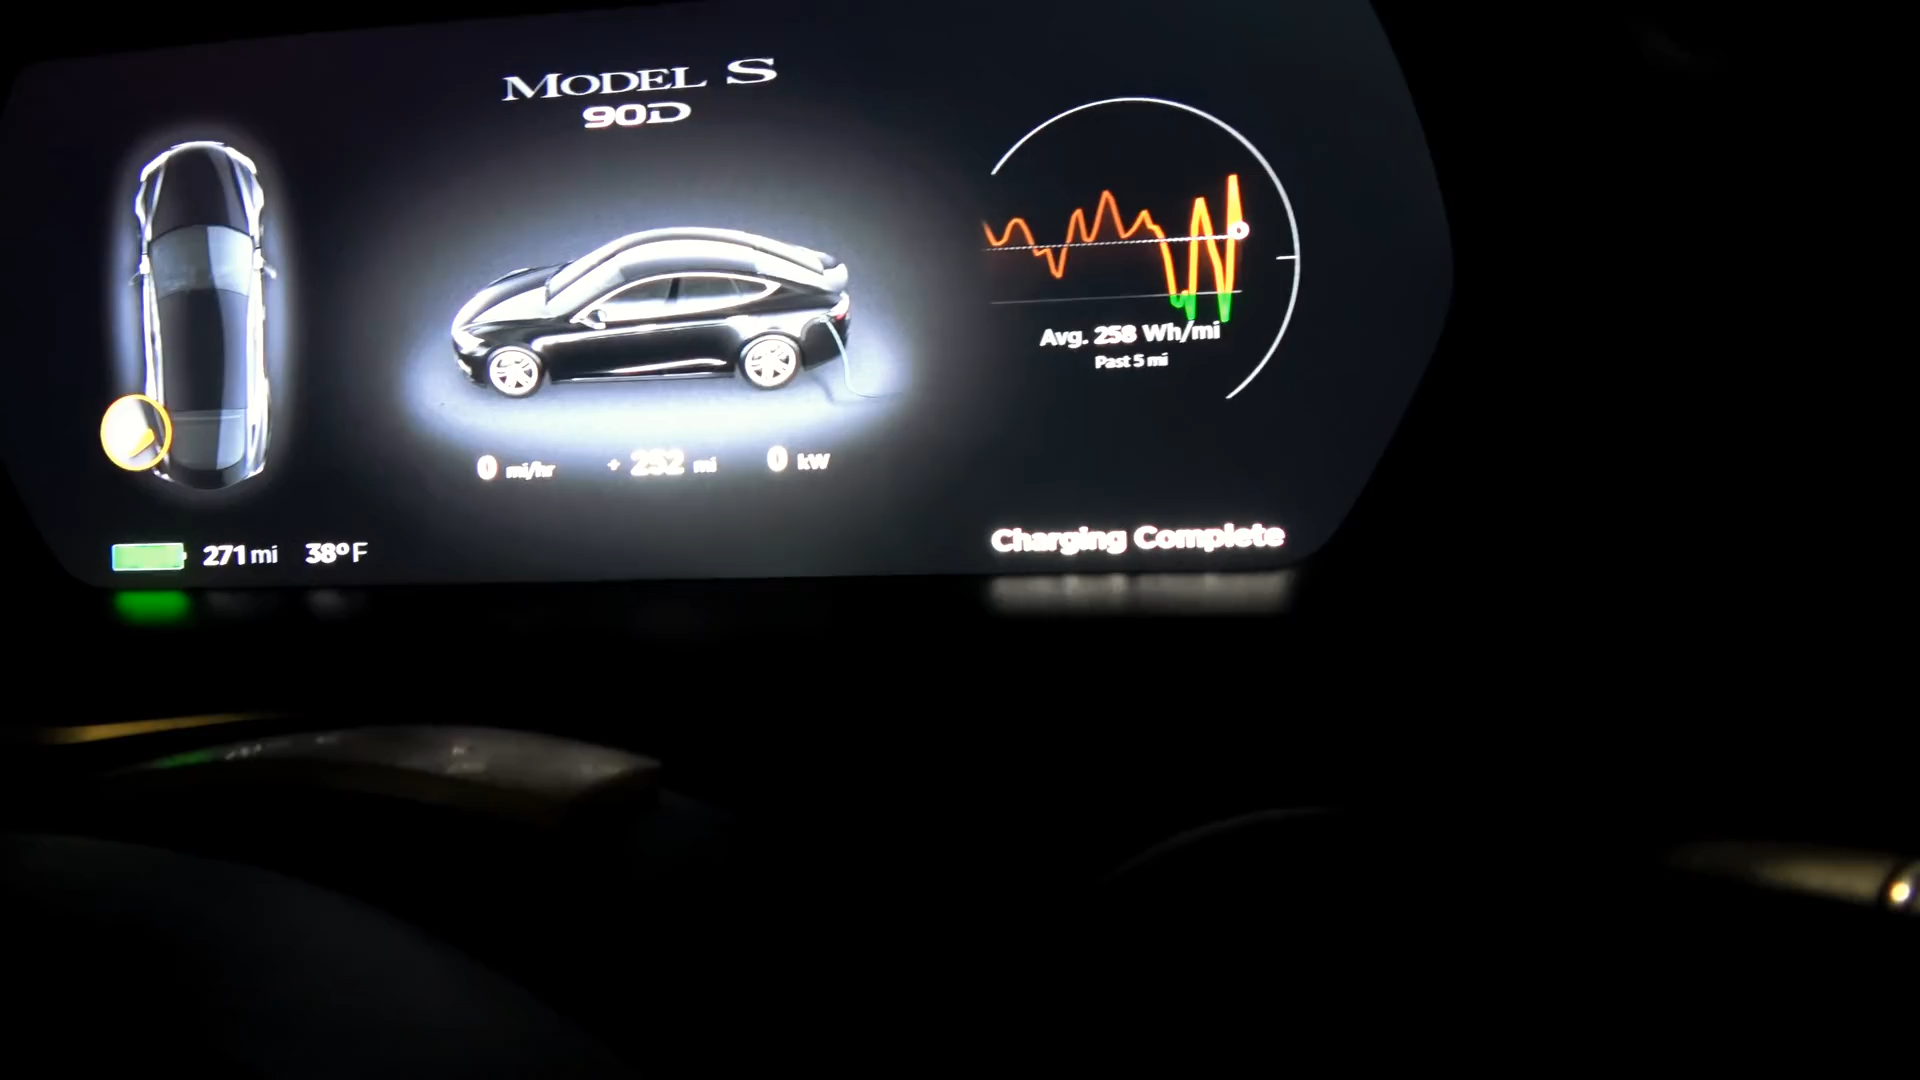 MODEL S
90D
Avg. 258 Wh/mi
Past 5 mi
0 mi/hr + 252 mi 0 kW
271 mi 38°F
Charging Complete